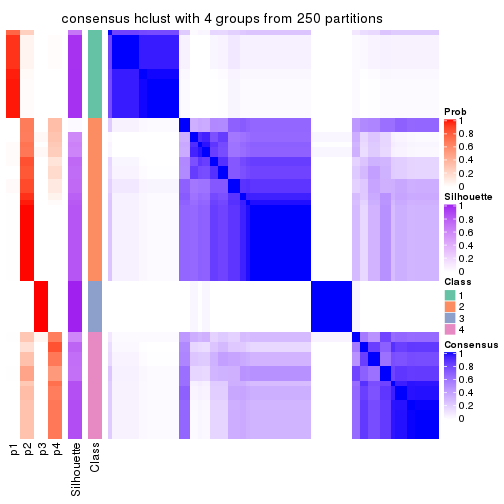 consensus hclust with 4 groups from 250 partitions
Prob
1
0.8
0.6
0.4
0.2
0
Silhouette
1
0.8
0.6
0.4
0.2
0
Class
1
2
3
4
Consensus
1
0.8
0.6
0.4
0.2
0
p1
p2
p3
p4
Silhouette
Class